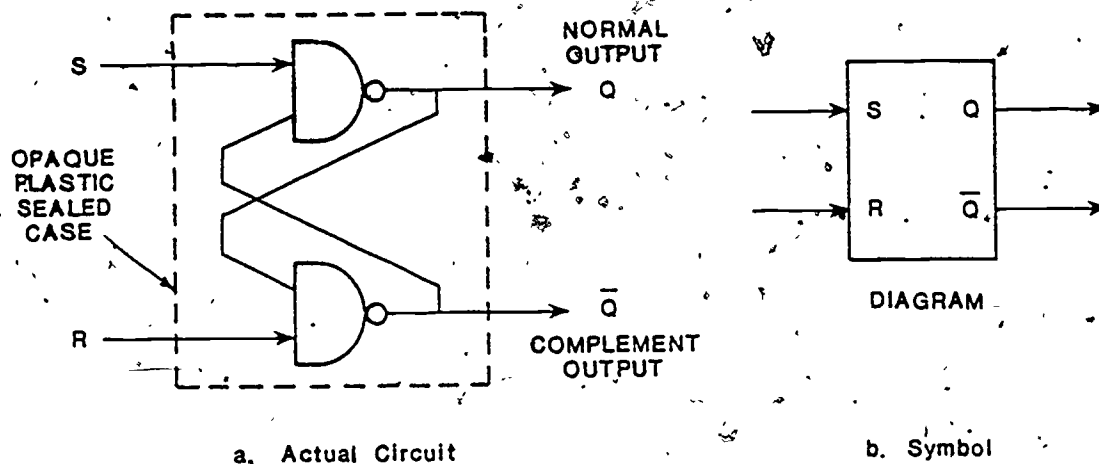 NORMAL
OUTPUT
S
Q
OPAQUE
PLASTIC
SEALED
CASE
R
Q̅
COMPLEMENT
OUTPUT
a. Actual Circuit
S Q
R Q̅
DIAGRAM
b. Symbol